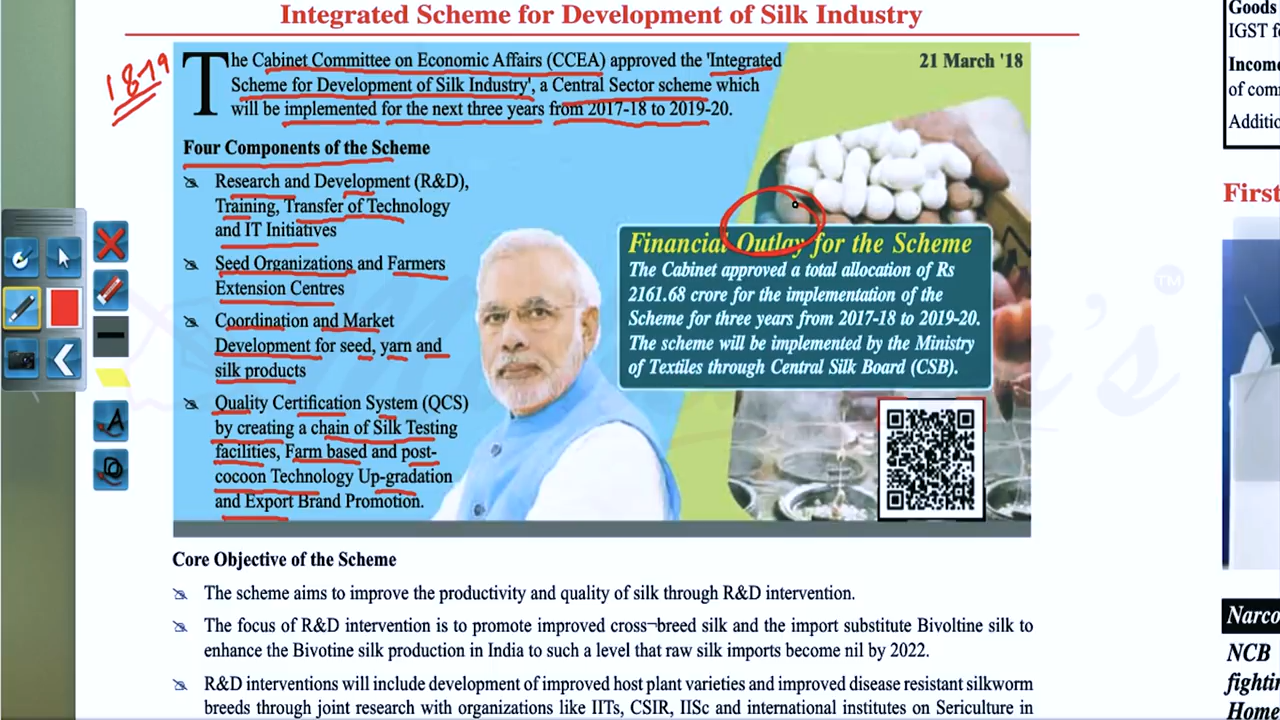 Integrated Scheme for Development of Silk Industry
18-19
The Cabinet Committee on Economic Affairs (CCEA) approved the 'Integrated
Scheme for Development of Silk Industry', a Central Sector scheme which
will be implemented for the next three years from 2017-18 to 2019-20.
21 March '18
Four Components of the Scheme
Research and Development (R&D),
Training, Transfer of Technology
and IT Initiatives
Seed Organizations and Farmers
Extension Centres
Coordination and Market
Development for seed, yarn and
silk products
Quality Certification System (QCS)
by creating a chain of Silk Testing
facilities, Farm based and post-
cocoon Technology Up-gradation
and Export Brand Promotion.
Financial Outlay for the Scheme
The Cabinet approved a total allocation of Rs
2161.68 crore for the implementation of the
Scheme for three years from 2017-18 to 2019-20.
The scheme will be implemented by the Ministry
of Textiles through Central Silk Board (CSB).
Core Objective of the Scheme
The scheme aims to improve the productivity and quality of silk through R&D intervention.
The focus of R&D intervention is to promote improved cross¬breed silk and the import substitute Bivoltine silk to
enhance the Bivotine silk production in India to such a level that raw silk imports become nil by 2022.
R&D interventions will include development of improved host plant varieties and improved disease resistant silkworm
breeds through joint research with organizations like IITs, CSIR, IISc and international institutes on Sericulture in
Goods
IGST
of com
First
TM
NCB
Home